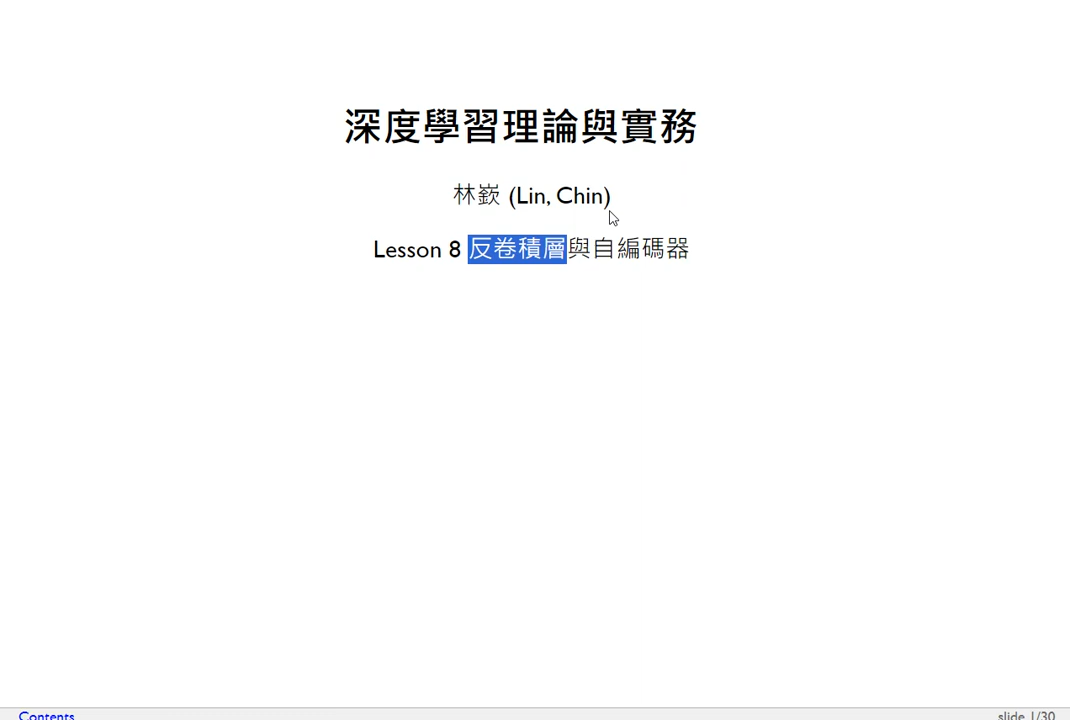 深度學習理論與實務
林嶔 (Lin, Chin)
Lesson 8 反卷積層與自編碼器
Contents
slide 1/30